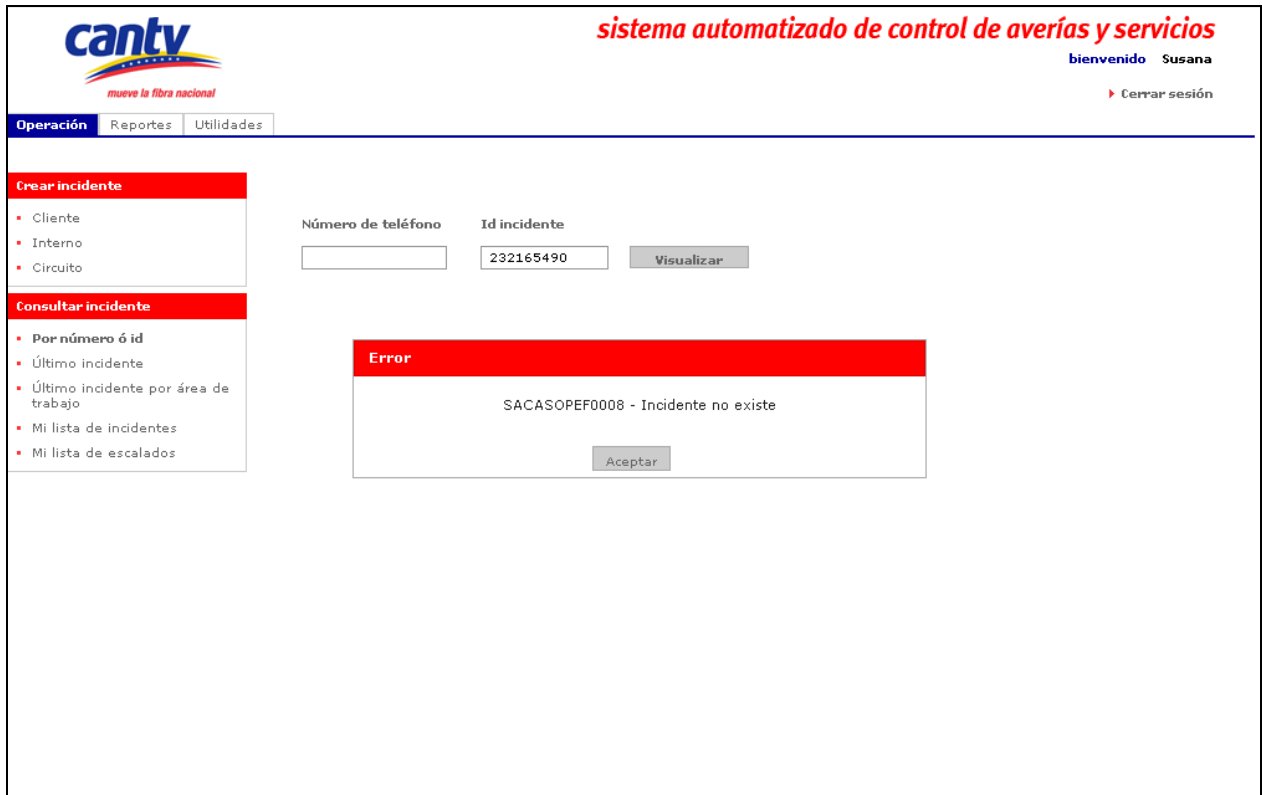 cantv
mueve la fibra nacional
sistema automatizado de control de averías y servicios
bienvenido Susana
Cerrar sesión
Operación Reportes Utilidades
Crear incidente
Cliente
Interno
Circuito
Consultar incidente
Por número ó id
Último incidente
Último incidente por área de
trabajo
Mi lista de incidentes
Mi lista de escalados
Número de teléfono Id incidente
232165490 Visualizar
Error
SACASOPEF0008 - Incidente no existe
Aceptar